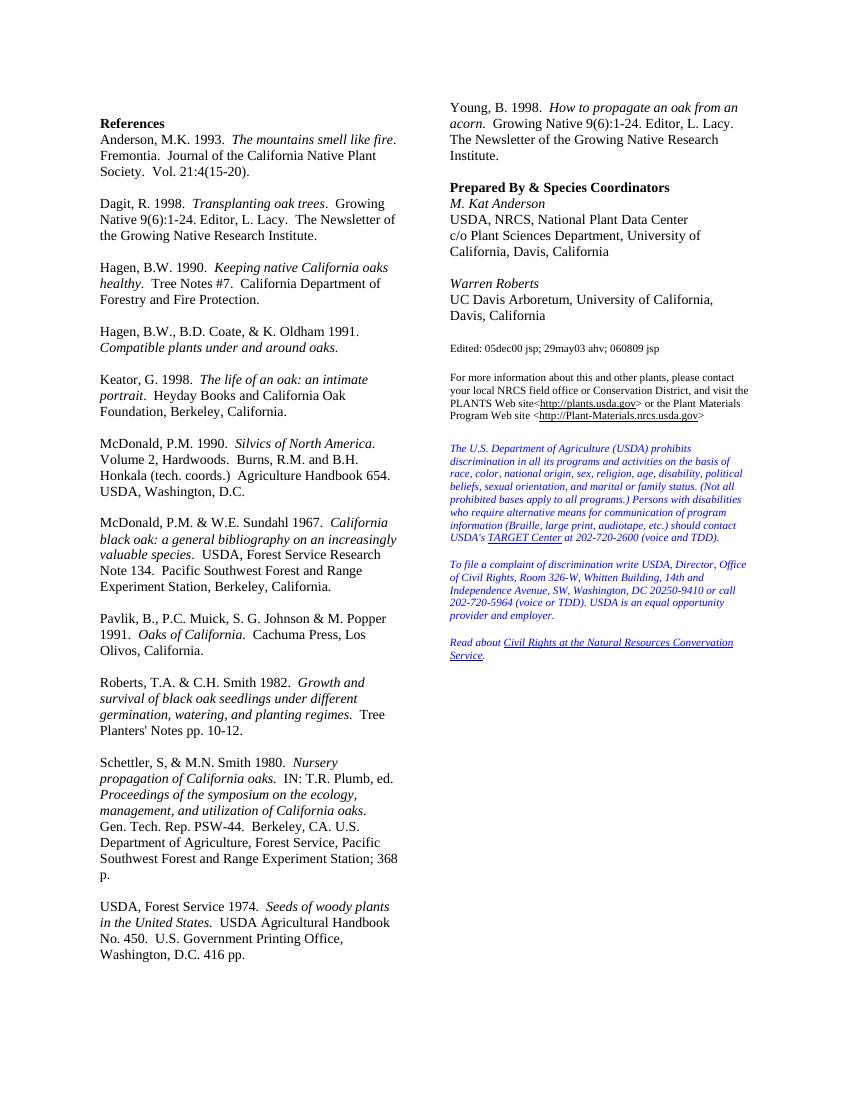 References
Anderson, M.K. 1993.  The mountains smell like fire.
Fremontia.  Journal of the California Native Plant
Society.  Vol. 21:4(15-20).
Dagit, R. 1998.  Transplanting oak trees.  Growing
Native 9(6):1-24. Editor, L. Lacy.  The Newsletter of
the Growing Native Research Institute.
Hagen, B.W. 1990.  Keeping native California oaks
healthy.  Tree Notes #7.  California Department of
Forestry and Fire Protection.
Hagen, B.W., B.D. Coate, & K. Oldham 1991.
Compatible plants under and around oaks.
Keator, G. 1998.  The life of an oak: an intimate
portrait.  Heyday Books and California Oak
Foundation, Berkeley, California.
McDonald, P.M. 1990.  Silvics of North America.
Volume 2, Hardwoods.  Burns, R.M. and B.H.
Honkala (tech. coords.)  Agriculture Handbook 654.
USDA, Washington, D.C.
McDonald, P.M. & W.E. Sundahl 1967.  California
black oak: a general bibliography on an increasingly
valuable species.  USDA, Forest Service Research
Note 134.  Pacific Southwest Forest and Range
Experiment Station, Berkeley, California.
Pavlik, B., P.C. Muick, S. G. Johnson & M. Popper
1991.  Oaks of California.  Cachuma Press, Los
Olivos, California.
Roberts, T.A. & C.H. Smith 1982.  Growth and
survival of black oak seedlings under different
germination, watering, and planting regimes.  Tree
Planters' Notes pp. 10-12.
Schettler, S, & M.N. Smith 1980.  Nursery
propagation of California oaks.  IN: T.R. Plumb, ed.
Proceedings of the symposium on the ecology,
management, and utilization of California oaks.
Gen. Tech. Rep. PSW-44.  Berkeley, CA. U.S.
Department of Agriculture, Forest Service, Pacific
Southwest Forest and Range Experiment Station; 368
p.
USDA, Forest Service 1974.  Seeds of woody plants
in the United States.  USDA Agricultural Handbook
No. 450.  U.S. Government Printing Office,
Washington, D.C. 416 pp.
Young, B. 1998.  How to propagate an oak from an
acorn.  Growing Native 9(6):1-24. Editor, L. Lacy.
The Newsletter of the Growing Native Research
Institute.
Prepared By & Species Coordinators
M. Kat Anderson
USDA, NRCS, National Plant Data Center
c/o Plant Sciences Department, University of
California, Davis, California
Warren Roberts
UC Davis Arboretum, University of California,
Davis, California
Edited: 05dec00 jsp; 29may03 ahv; 060809 jsp
For more information about this and other plants, please contact
your local NRCS field office or Conservation District, and visit the
PLANTS Web site<http://plants.usda.gov> or the Plant Materials
Program Web site <http://Plant-Materials.nrcs.usda.gov>
The U.S. Department of Agriculture (USDA) prohibits
discrimination in all its programs and activities on the basis of
race, color, national origin, sex, religion, age, disability, political
beliefs, sexual orientation, and marital or family status. (Not all
prohibited bases apply to all programs.) Persons with disabilities
who require alternative means for communication of program
information (Braille, large print, audiotape, etc.) should contact
USDA's TARGET Center at 202-720-2600 (voice and TDD).
To file a complaint of discrimination write USDA, Director, Office
of Civil Rights, Room 326-W, Whitten Building, 14th and
Independence Avenue, SW, Washington, DC 20250-9410 or call
202-720-5964 (voice or TDD). USDA is an equal opportunity
provider and employer.
Read about Civil Rights at the Natural Resources Convervation
Service.